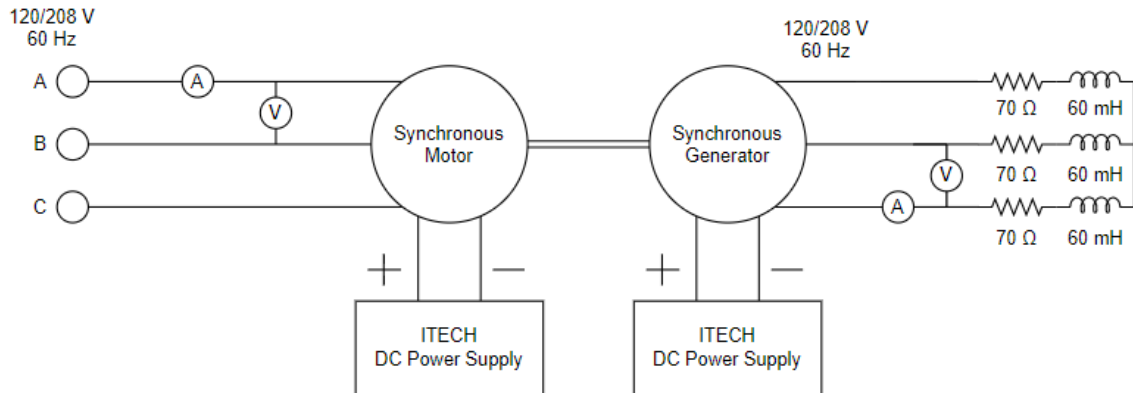 120/208 V
60 Hz
120/208 V
60 Hz
A
A
V
B
C
Synchronous
Motor
Synchronous
Generator
V
A
70 Ω
60 mH
70 Ω
60 mH
70 Ω
60 mH
+
—
+
—
ITECH
DC Power Supply
ITECH
DC Power Supply